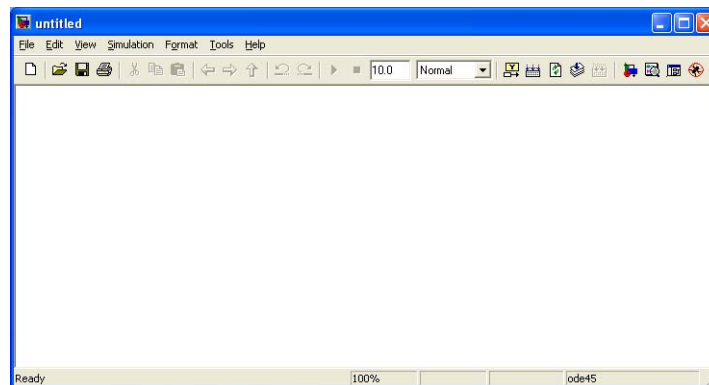 untitled
File Edit View Simulation Format Tools Help
10.0 Normal
Ready 100% ode45